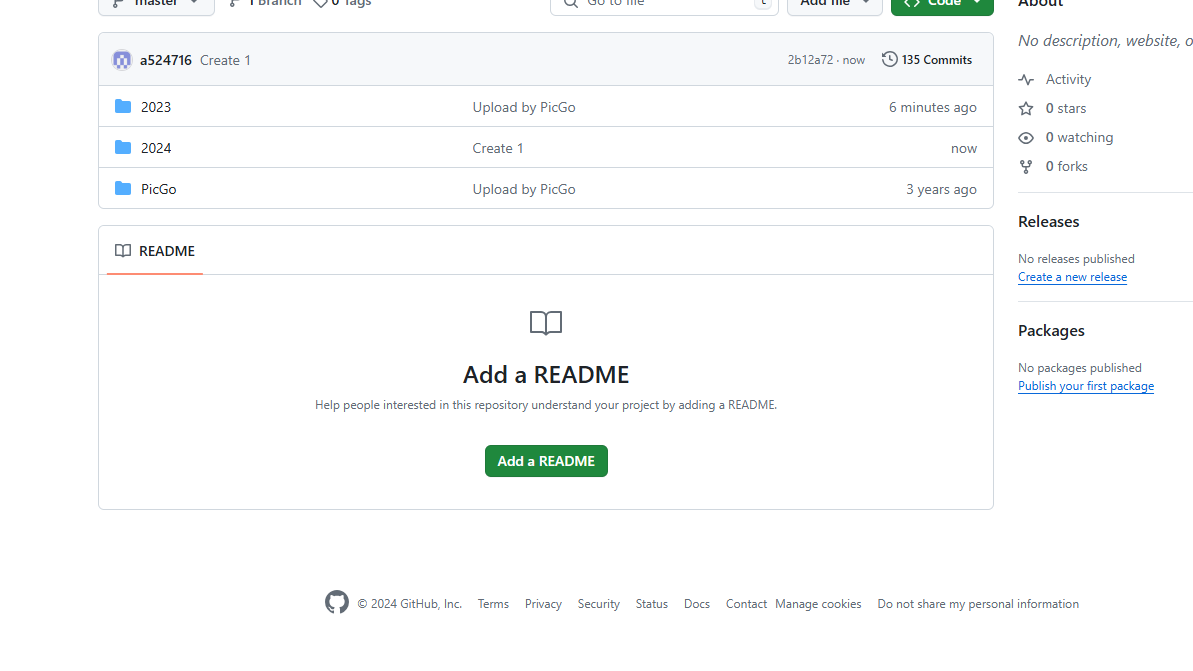 master 1 Branch 0 Tags Go to file t Add file Code About
No description, website, o
a524716 Create 1 2b12a72 · now 135 Commits
Activity
2023 Upload by PicGo 6 minutes ago
0 stars
2024 Create 1 now
0 watching
0 forks
PicGo Upload by PicGo 3 years ago
Releases
README
No releases published
Create a new release
Packages
Add a README
No packages published
Publish your first package
Help people interested in this repository understand your project by adding a README.
Add a README
© 2024 GitHub, Inc. Terms Privacy Security Status Docs Contact Manage cookies Do not share my personal information